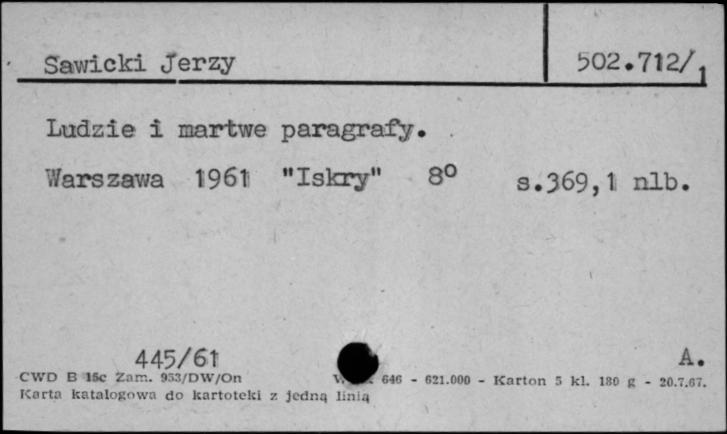 Sawicki Jerzy 502.712/1
Ludzie i martwe paragrafy.
Warszawa 1961 "Iskry" 8º s.369,1 nlb.
445/61 A.
CWD B 15c Zam. 953/DW/On 646 - 621.000 - Karton 5 kl. 180 g - 20.7.67.
Karta katalogowa do kartoteki z jedną linią